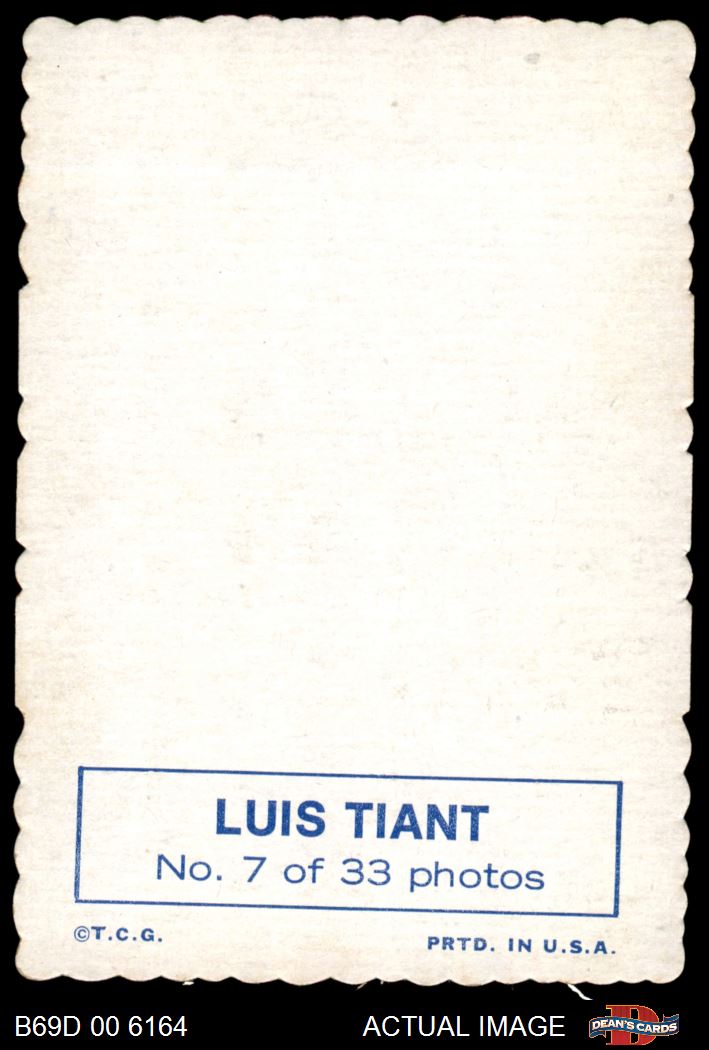 LUIS TIANT
No. 7 of 33 photos
©T.C.G.
PRTD. IN U.S.A.
B69D 00 6164
ACTUAL IMAGE
D
DEAN'S CARDS